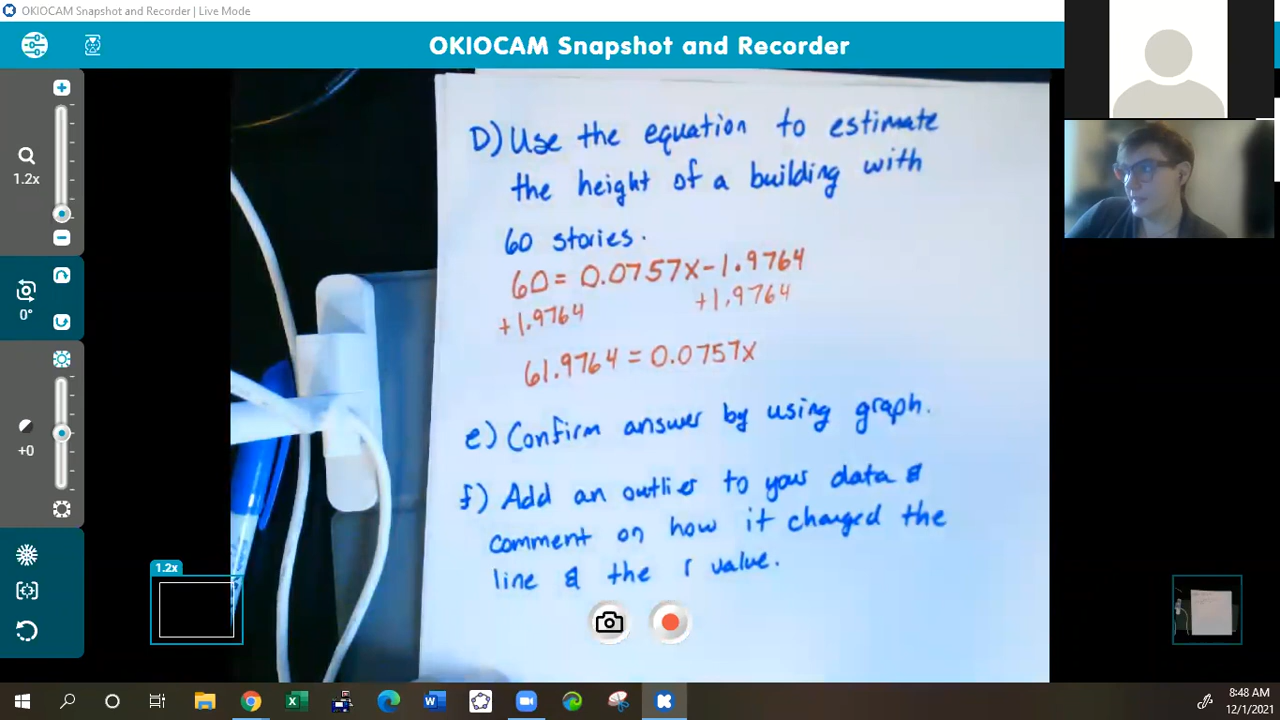 OKIOCAM Snapshot and Recorder | Live Mode
OKIOCAM Snapshot and Recorder
1.2x
0°
+0
D) Use the equation to estimate
the height of a building with
60 stories.
60 = 0.0757x - 1.9764
+1.9764 +1.9764
61.9764 = 0.0757x
e) Confirm answer by using graph.
f) Add an outlier to your data &
comment on how it changed the
line & the r value.
1.2x
8:48 AM
12/1/2021